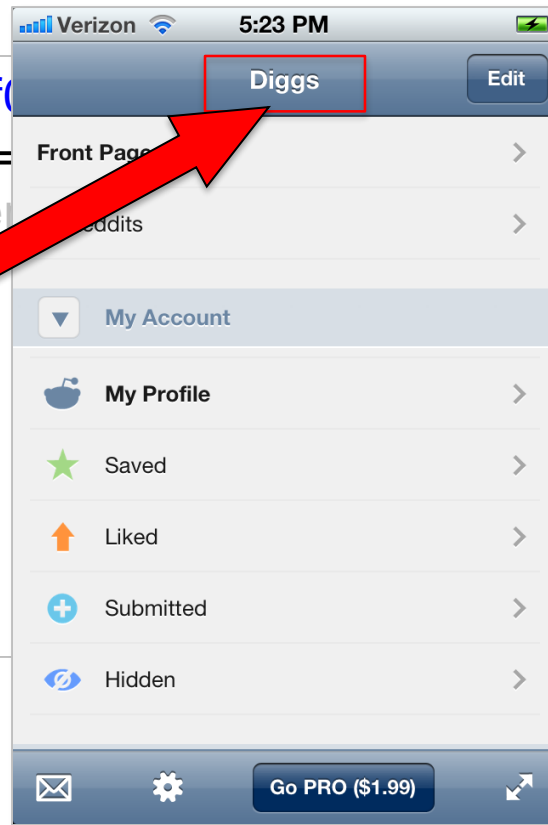 Verizon 5:23 PM
Diggs Edit
Front Page
ddits
My Account
My Profile
Saved
Liked
Submitted
Hidden
Go PRO ($1.99)